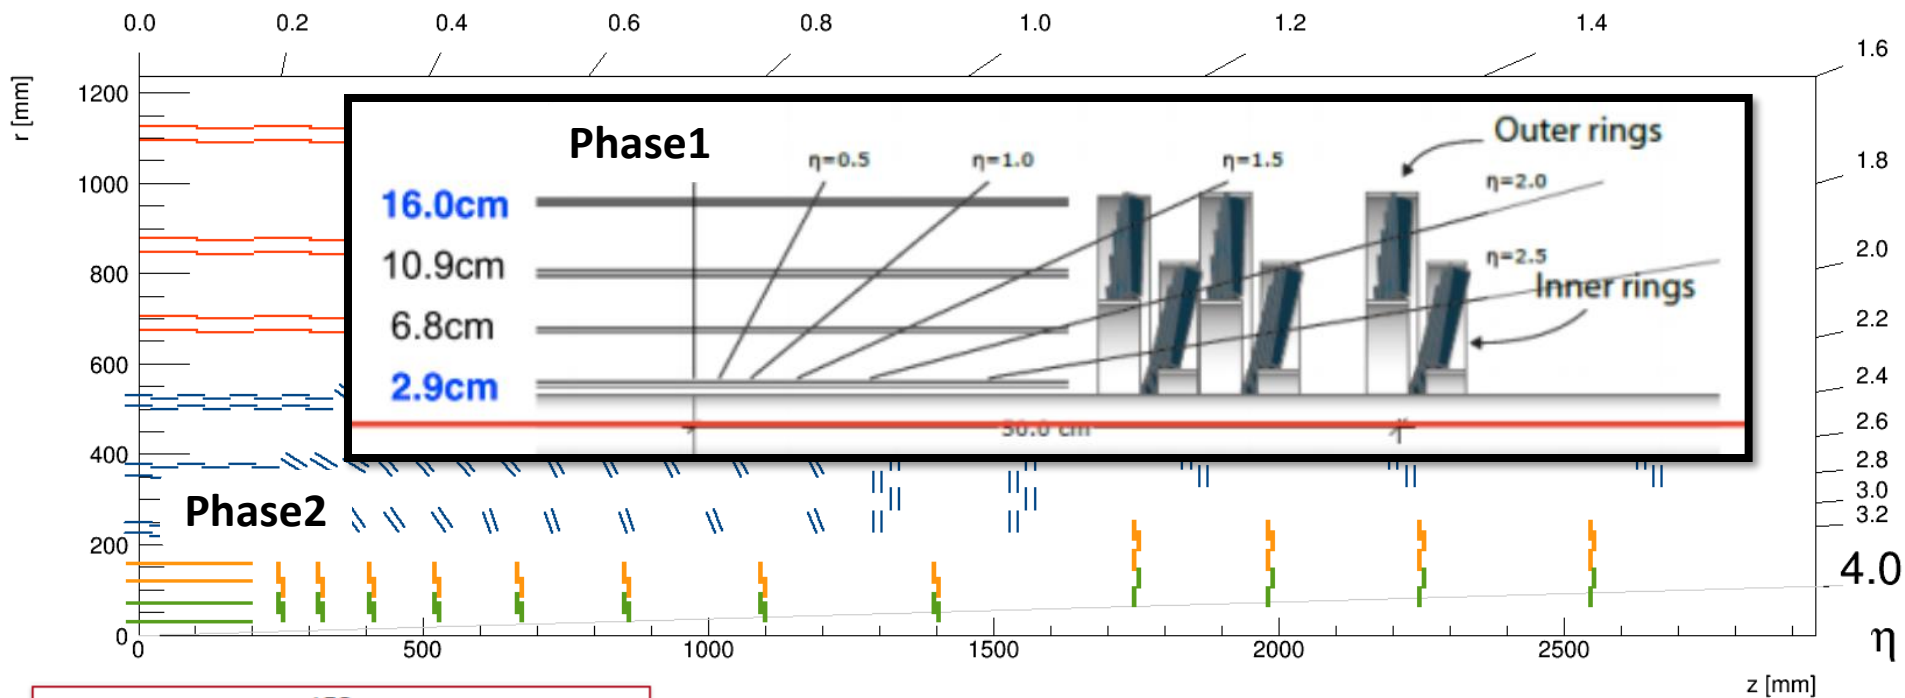 0.0 0.2 0.4 0.6 0.8 1.0 1.2 1.4 1.6
r [mm]
1200
1000
800
600
400
200
0
Phase1
η=0.5
η=1.0
η=1.5
Outer rings
η=2.0
η=2.5
Inner rings
16.0cm
10.9cm
6.8cm
2.9cm
50.0 cm
1.8
2.0
2.2
2.4
2.6
2.8
3.0
3.2
4.0
η
Phase2
0 500 1000 1500 2000 2500
z [mm]